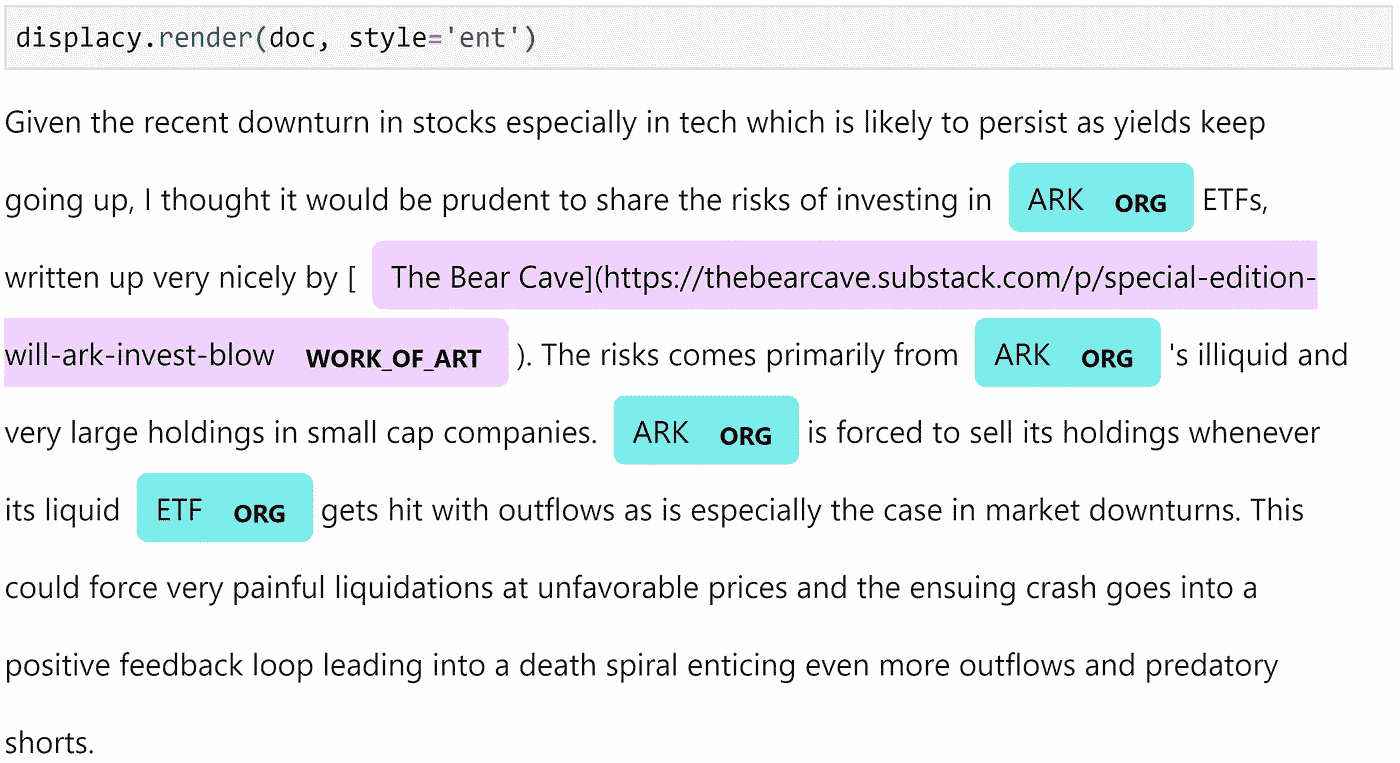 displacy.render(doc, style='ent')
Given the recent downturn in stocks especially in tech which is likely to persist as yields keep
going up, I thought it would be prudent to share the risks of investing in ARK ORG ETFs,
written up very nicely by [ The Bear Cave](https://thebearcave.substack.com/p/special-edition-
will-ark-invest-blow WORK_OF_ART ). The risks comes primarily from ARK ORG 's illiquid and
very large holdings in small cap companies. ARK ORG is forced to sell its holdings whenever
its liquid ETF ORG gets hit with outflows as is especially the case in market downturns. This
could force very painful liquidations at unfavorable prices and the ensuing crash goes into a
positive feedback loop leading into a death spiral enticing even more outflows and predatory
shorts.